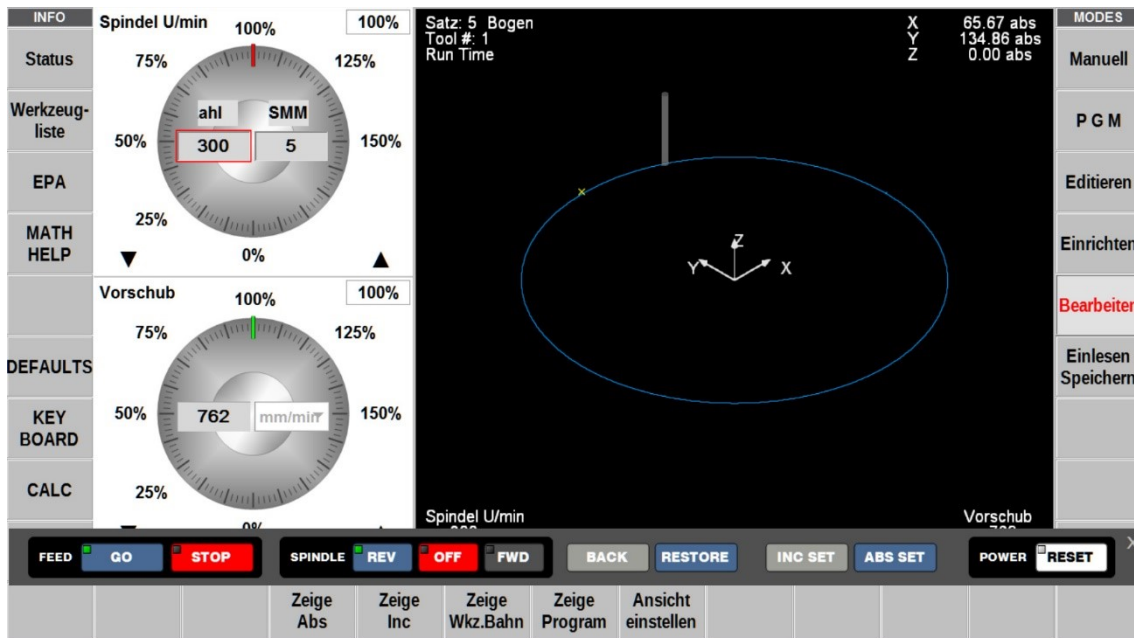 INFO
Status
Werkzeug-
liste
EPA
MATH
HELP
DEFAULTS
KEY
BOARD
CALC
Spindel U/min
100%
100%
75%
125%
ahl
SMM
50%
300
5
150%
25%
▼
0%
▲
Vorschub
100%
100%
75%
125%
50%
762
mm/min
150%
25%
0%
Satz: 5 Bogen
Tool #: 1
Run Time
X 65.67 abs
Y 134.86 abs
Z 0.00 abs
Z
Y
X
Spindel U/min
Vorschub
MODES
Manuell
P G M
Editieren
Einrichten
Bearbeiten
Einlesen
Speichern
FEED GO STOP SPINDLE REV OFF FWD BACK RESTORE INC SET ABS SET POWER RESET X
Zeige
Abs
Zeige
Inc
Zeige
Wkz.Bahn
Zeige
Program
Ansicht
einstellen